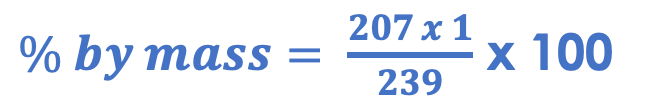 % by mass = 207 x 1 / 239 x 100